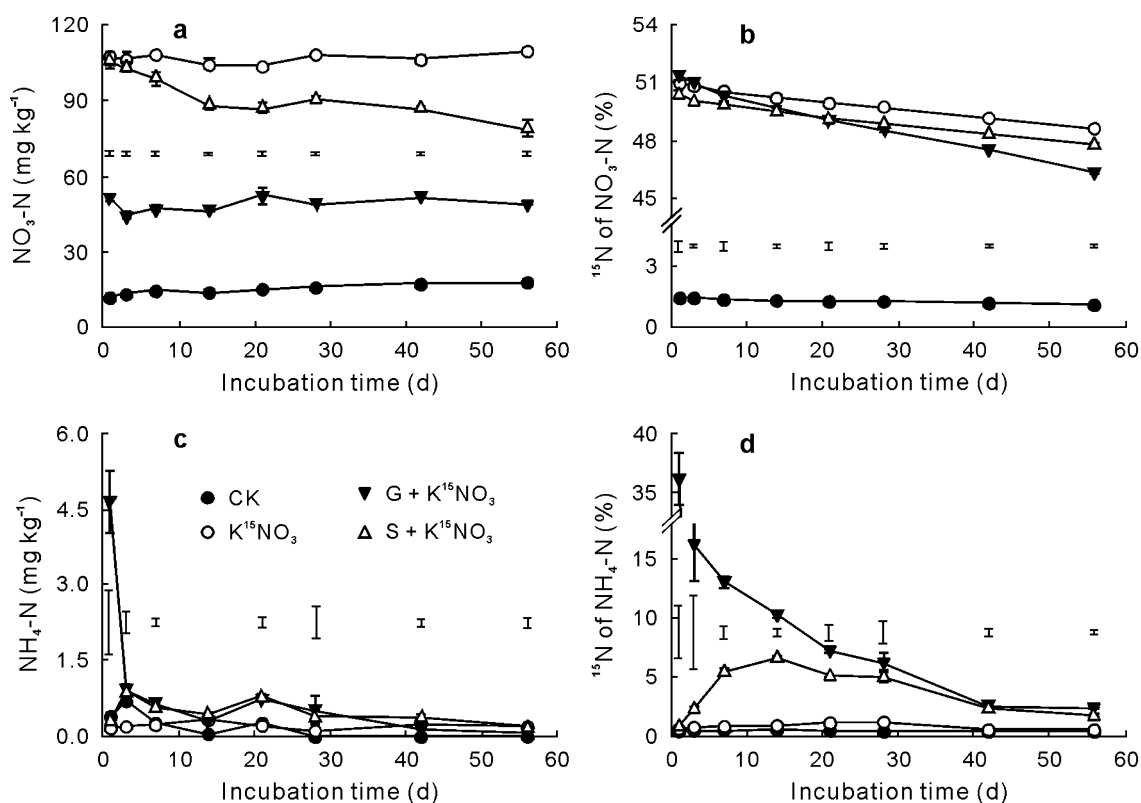 a
NO₃-N (mg kg⁻¹)
120
90
60
30
0
0 10 20 30 40 50 60
Incubation time (d)
b
¹⁵N of NO₃-N (%)
54
51
48
45
3
0
0 10 20 30 40 50 60
Incubation time (d)
c
NH₄-N (mg kg⁻¹)
6.0
4.5
3.0
1.5
0.0
CK
K¹⁵NO₃
G + K¹⁵NO₃
S + K¹⁵NO₃
0 10 20 30 40 50 60
Incubation time (d)
d
¹⁵N of NH₄-N (%)
40
35
15
10
5
0
0 10 20 30 40 50 60
Incubation time (d)